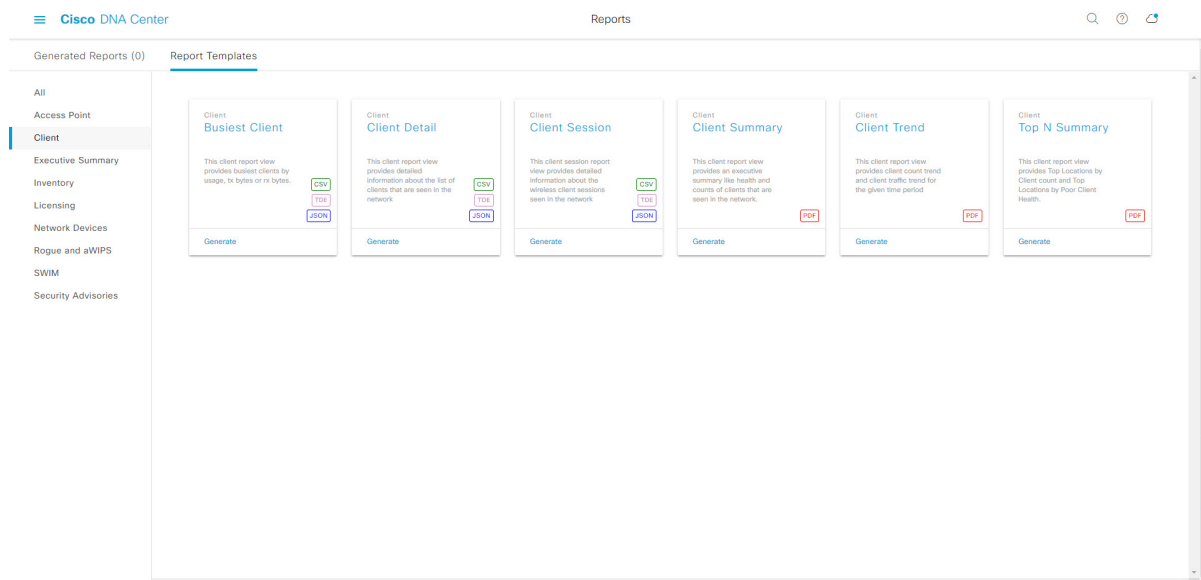 Cisco DNA Center
Reports
Generated Reports (0)
Report Templates
All
Access Point
Client
Executive Summary
Inventory
Licensing
Network Devices
Rogue and aWIPS
SWIM
Security Advisories
Client
Busiest Client
This client report view
provides busiest clients by
usage, tx bytes or rx bytes.
CSV
TDE
JSON
Generate
Client
Client Detail
This client report view
provides detailed
information about the list of
clients that are seen in the
network
CSV
TDE
JSON
Generate
Client
Client Session
This client session report
view provides detailed
information about the
wireless client sessions
seen in the network
CSV
TDE
JSON
Generate
Client
Client Summary
This client report view
provides an executive
summary like health and
counts of clients that are
seen in the network.
PDF
Generate
Client
Client Trend
This client report view
provides client count trend
and client traffic trend for
the given time period
PDF
Generate
Client
Top N Summary
This client report view
provides Top Locations by
Client count and Top
Locations by Poor Client
Health.
PDF
Generate